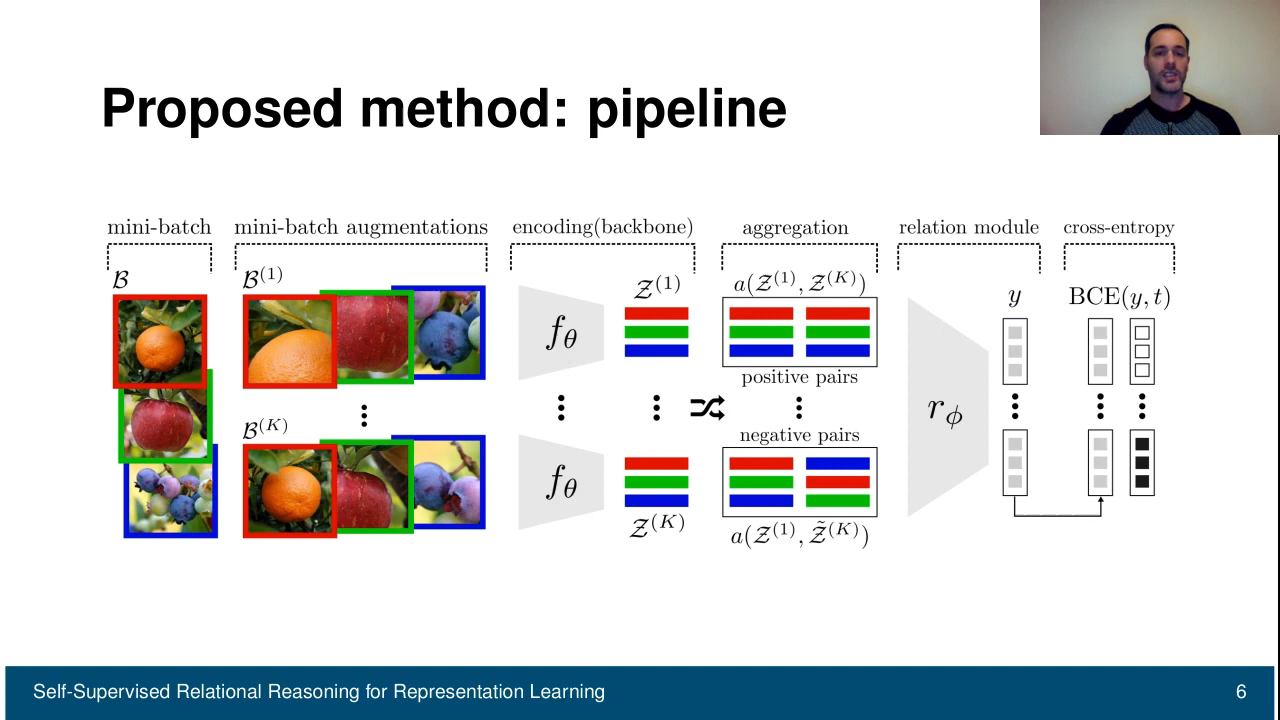 Proposed method: pipeline
mini-batch
mini-batch augmentations
encoding(backbone)
aggregation
relation module
cross-entropy
ℬ
ℬ⁽¹⁾
𝒵⁽¹⁾
a(𝒵⁽¹⁾, 𝒵⁽ᴷ⁾)
y
BCE(y, t)
f_θ
positive pairs
r_ϕ
ℬ⁽ᴷ⁾
negative pairs
f_θ
𝒵⁽ᴷ⁾
a(𝒵⁽¹⁾, 𝒵̃⁽ᴷ⁾)
Self-Supervised Relational Reasoning for Representation Learning
6